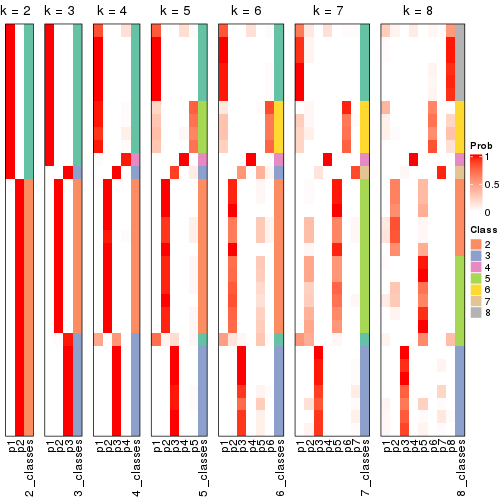 k = 2 k = 3 k = 4 k = 5 k = 6 k = 7 k = 8
Prob
1
0.5
0
Class
2
3
4
5
6
7
8
p1
p2
2_classes
p1
p2
p3
3_classes
p1
p2
p3
p4
4_classes
p1
p2
p3
p4
p5
5_classes
p1
p2
p3
p4
p5
p6
6_classes
p1
p2
p3
p4
p5
p6
p7
7_classes
p1
p2
p3
p4
p5
p6
p7
p8
8_classes